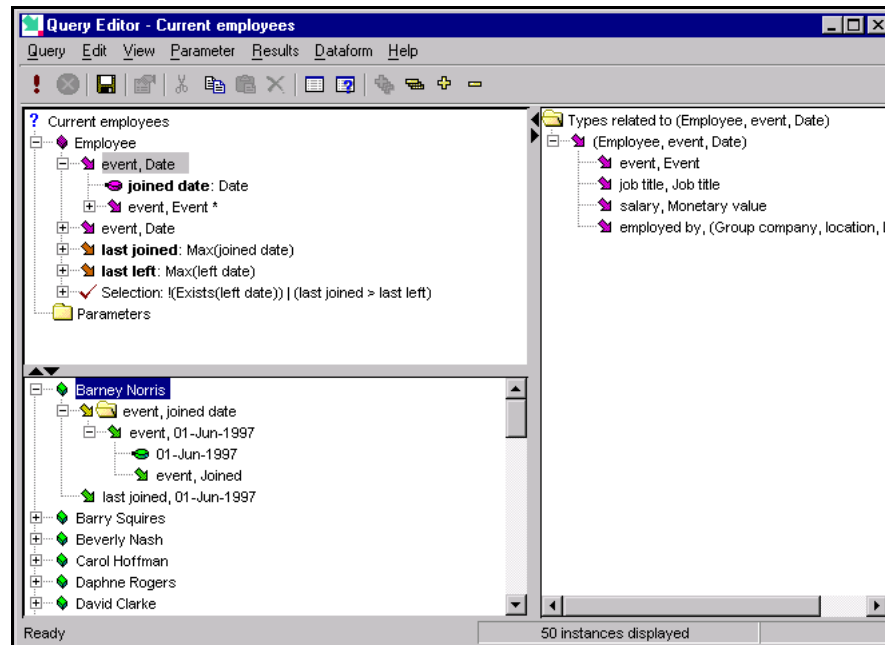 Query Editor - Current employees
Query Edit View Parameter Results Dataform Help
? Current employees
Employee
event, Date
joined date: Date
event, Event *
event, Date
last joined: Max(joined date)
last left: Max(left date)
Selection: !(Exists(left date)) | (last joined > last left)
Parameters
Types related to (Employee, event, Date)
(Employee, event, Date)
event, Event
job title, Job title
salary, Monetary value
employed by, (Group company, location,
Barney Norris
event, joined date
event, 01-Jun-1997
01-Jun-1997
event, Joined
last joined, 01-Jun-1997
Barry Squires
Beverly Nash
Carol Hoffman
Daphne Rogers
David Clarke
Ready
50 instances displayed